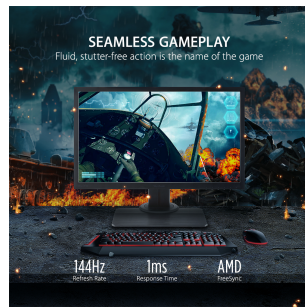 SEAMLESS GAMEPLAY
Fluid, stutter-free action is the name of the game
144Hz
Refresh Rate
1ms
Response Time
AMD
FreeSync